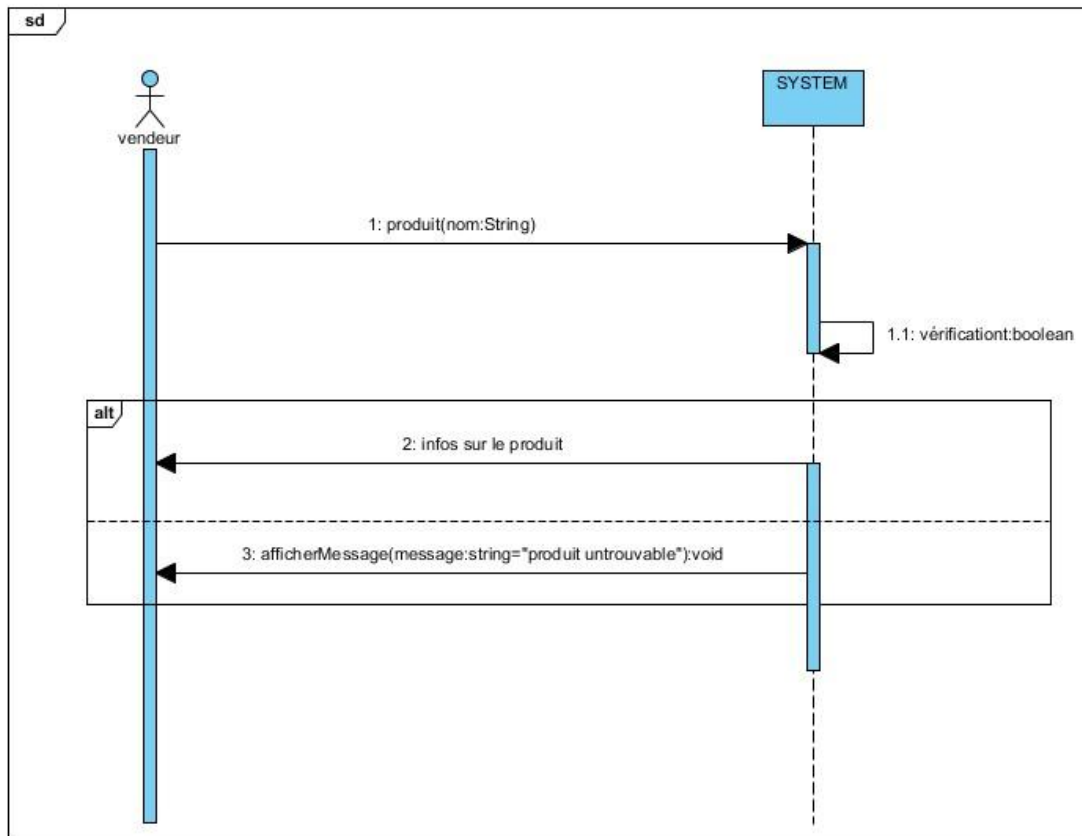 sd
vendeur
SYSTEM
1: produit(nom:String)
1.1: vérificationt:boolean
alt
2: infos sur le produit
3: afficherMessage(message:string="produit untrouvable"):void